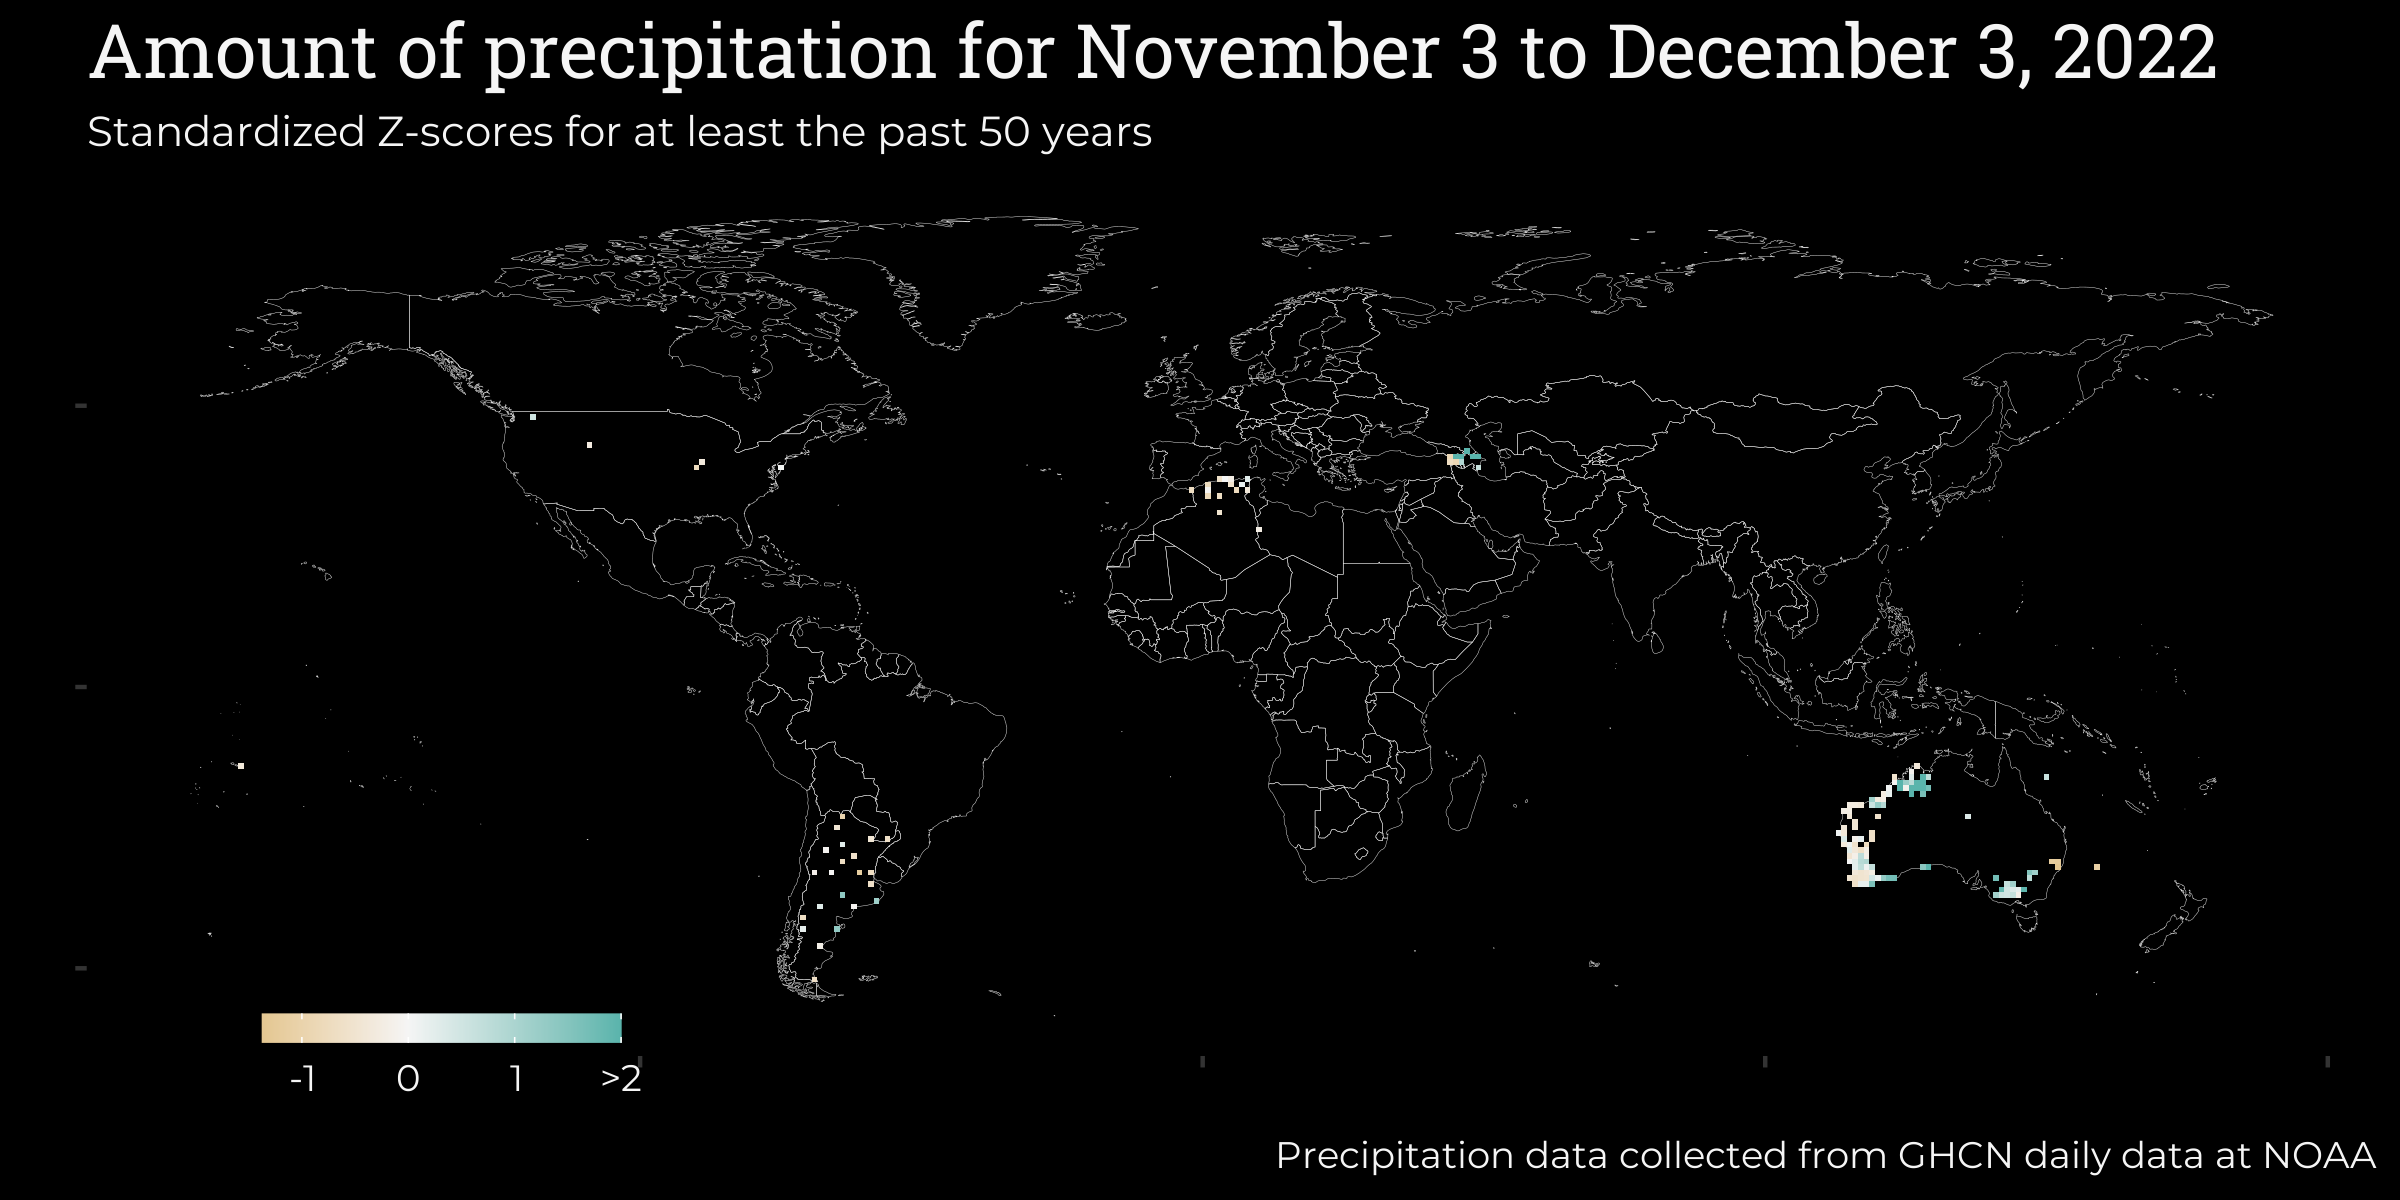 Amount of precipitation for November 3 to December 3, 2022
Standardized Z-scores for at least the past 50 years
-1 0 1 >2
Precipitation data collected from GHCN daily data at NOAA